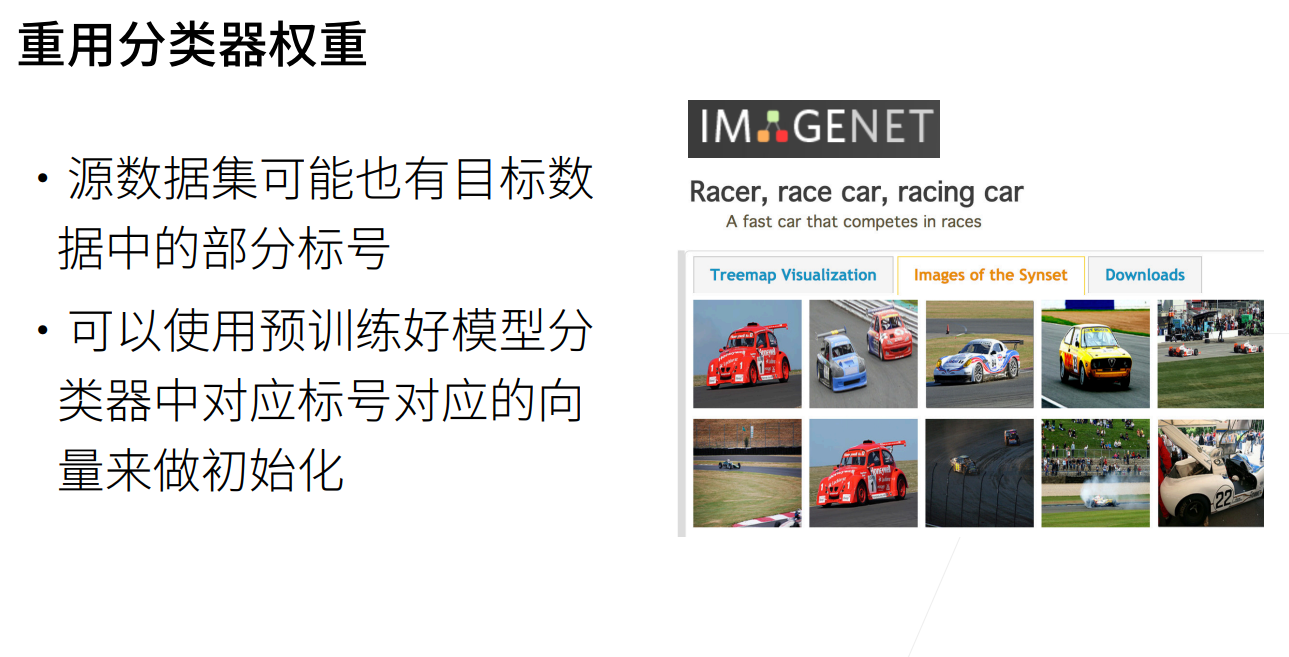 重用分类器权重
• 源数据集可能也有目标数
据中的部分标号
• 可以使用预训练好模型分
类器中对应标号对应的向
量来做初始化
IMAGENET
Racer, race car, racing car
A fast car that competes in races
Treemap Visualization Images of the Synset Downloads
22